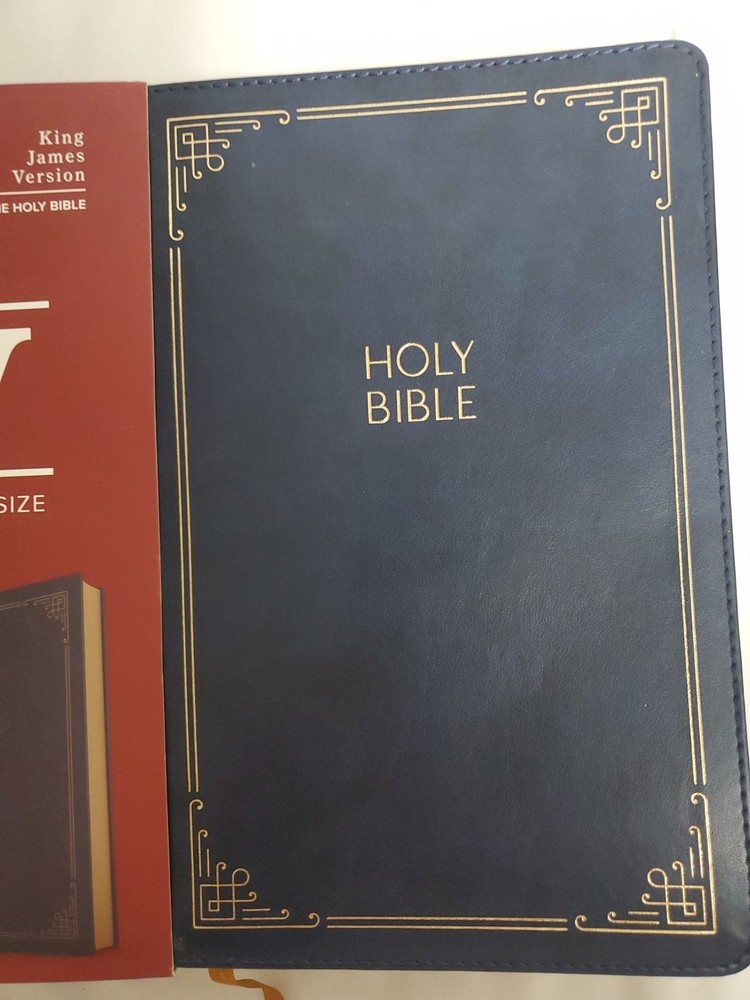 King
James
Version
HOLY BIBLE
SIZE
HOLY
BIBLE